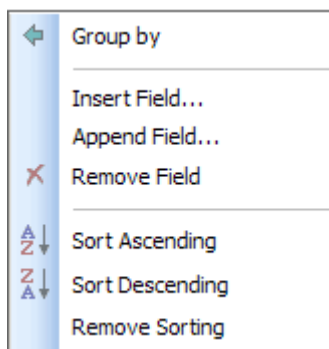 Group by
Insert Field...
Append Field...
Remove Field
A
Z
Sort Ascending
Z
A
Sort Descending
Remove Sorting